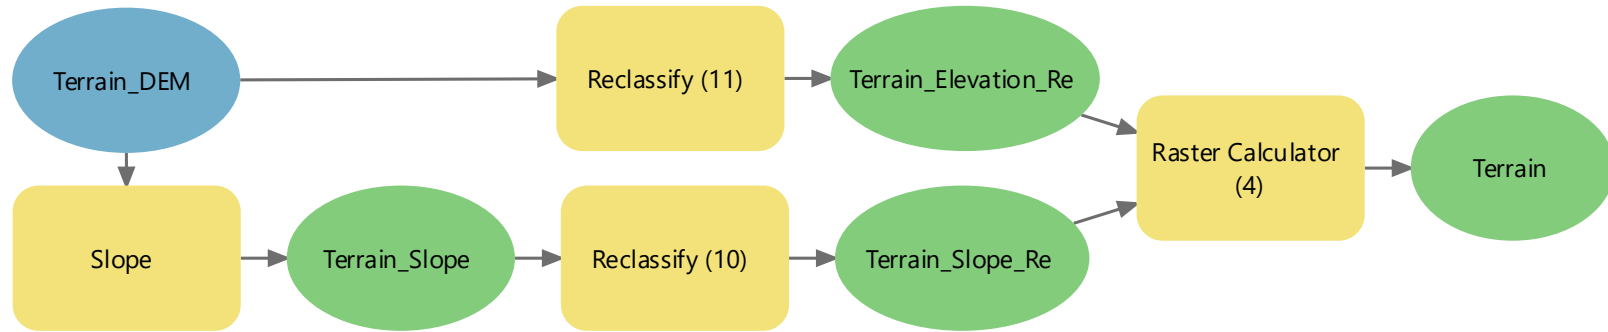 Terrain_DEM
Reclassify (11)
Terrain_Elevation_Re
Raster Calculator
(4)
Terrain
Slope
Terrain_Slope
Reclassify (10)
Terrain_Slope_Re